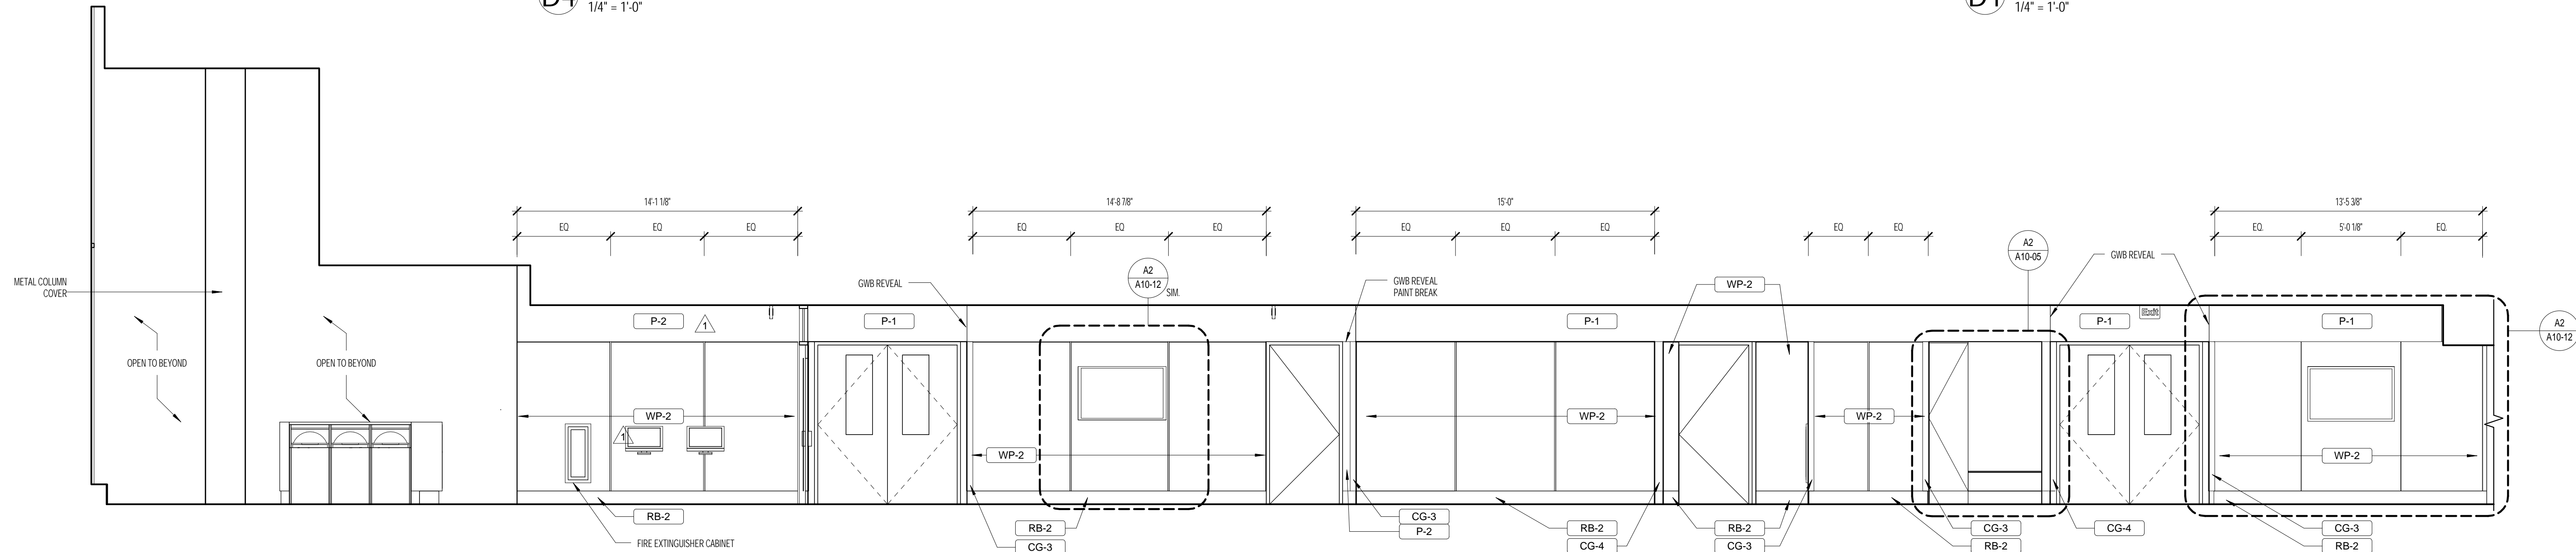 D4
1/4" = 1'-0"
D1
1/4" = 1'-0"
14'-1 1/8"
14'-8 7/8"
15'-0"
13'-5 3/8"
EQ
EQ
EQ
EQ
EQ
EQ
EQ
EQ
EQ
EQ
EQ
EQ.
5'-0 1/8"
EQ.
A2
A10-05
A2
A10-12
SIM.
METAL COLUMN
COVER
GWB REVEAL
GWB REVEAL
PAINT BREAK
WP-2
GWB REVEAL
P-2
1
P-1
P-1
P-1
Exit
P-1
A2
A10-12
OPEN TO BEYOND
OPEN TO BEYOND
WP-2
1
WP-2
WP-2
WP-2
WP-2
RB-2
FIRE EXTINGUISHER CABINET
RB-2
CG-3
CG-3
P-2
RB-2
CG-4
RB-2
CG-3
CG-3
RB-2
CG-4
CG-3
RB-2